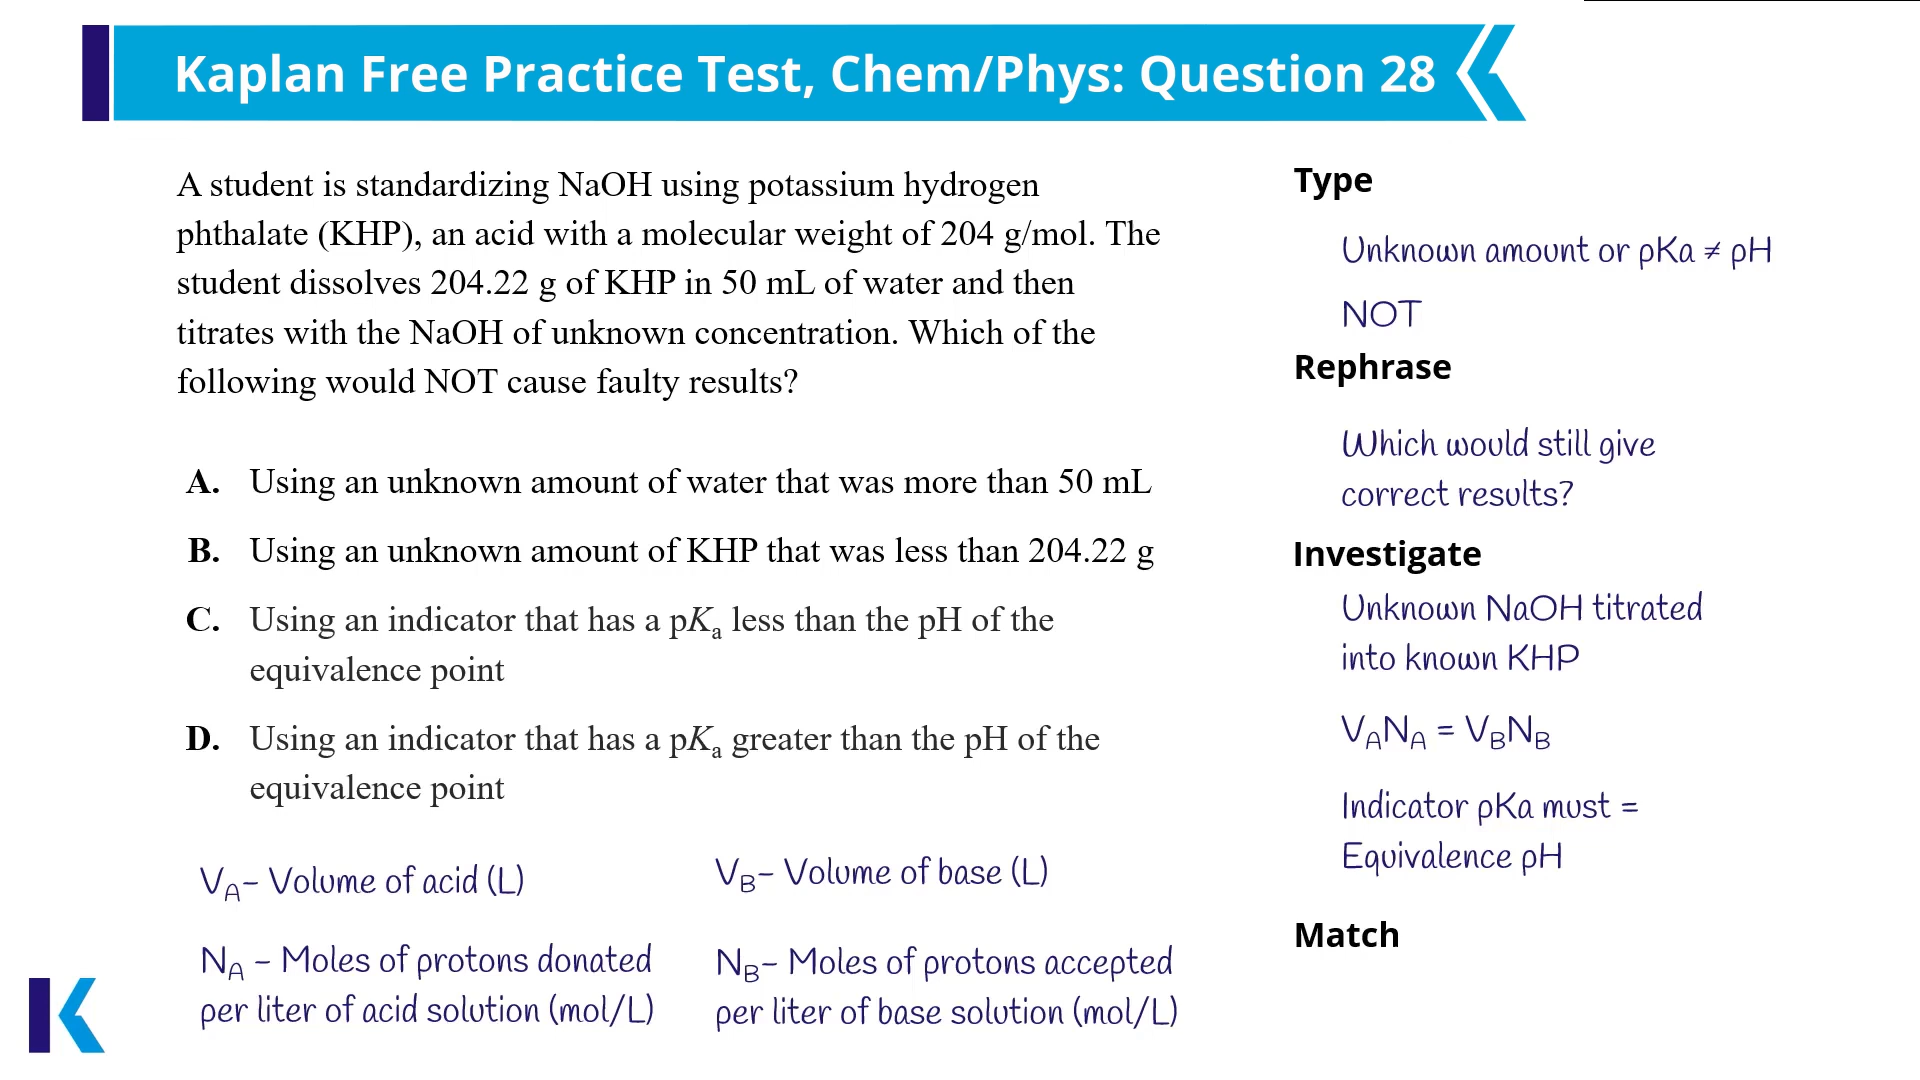 Kaplan Free Practice Test, Chem/Phys: Question 28
A student is standardizing NaOH using potassium hydrogen
phthalate (KHP), an acid with a molecular weight of 204 g/mol. The
student dissolves 204.22 g of KHP in 50 mL of water and then
titrates with the NaOH of unknown concentration. Which of the
following would NOT cause faulty results?
A. Using an unknown amount of water that was more than 50 mL
B. Using an unknown amount of KHP that was less than 204.22 g
C. Using an indicator that has a pKₐ less than the pH of the
equivalence point
D. Using an indicator that has a pKₐ greater than the pH of the
equivalence point
V_A– Volume of acid (L)
N_A – Moles of protons donated
per liter of acid solution (mol/L)
V_B– Volume of base (L)
N_B– Moles of protons accepted
per liter of base solution (mol/L)
Type
Unknown amount or pKa ≠ pH
NOT
Rephrase
Which would still give
correct results?
Investigate
Unknown NaOH titrated
into known KHP
V_AN_A = V_BN_B
Indicator pKa must =
Equivalence pH
Match
K